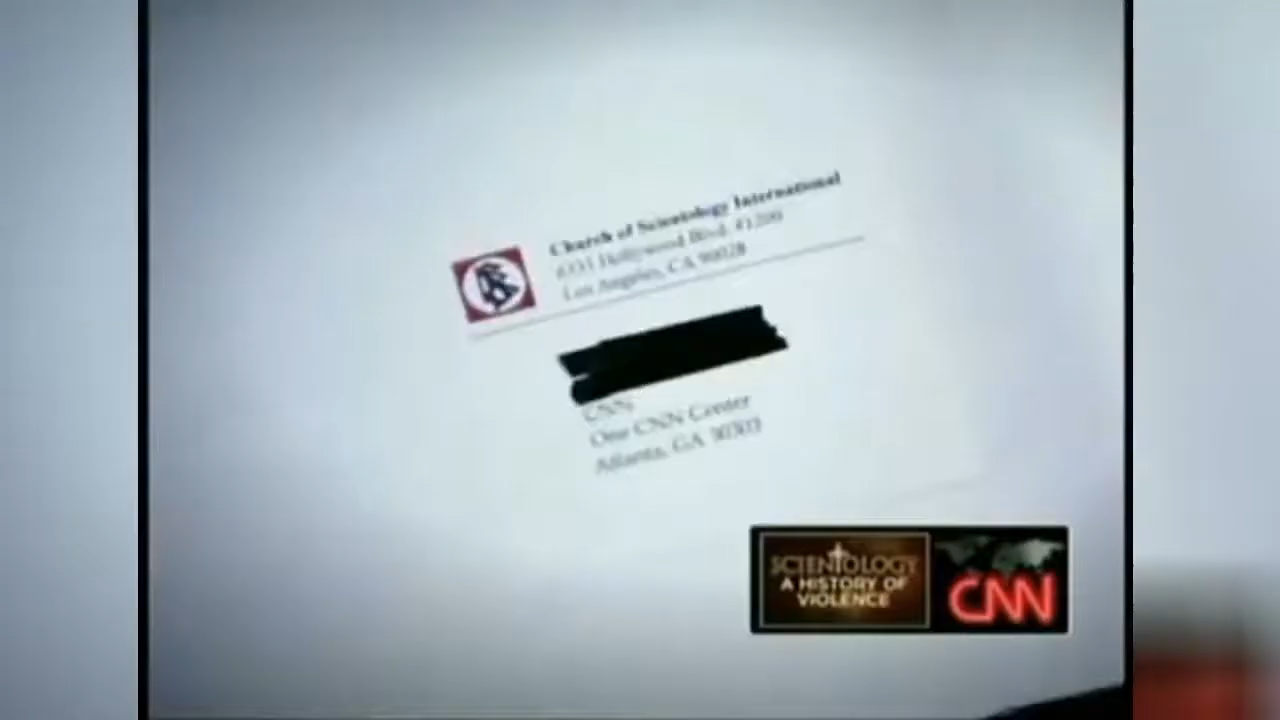 Church of Scientology International
6331 Hollywood Blvd. #1200
Los Angeles, CA 90028
CNN
One CNN Center
Atlanta, GA 30303
SCIENTOLOGY
A HISTORY OF
VIOLENCE
CNN